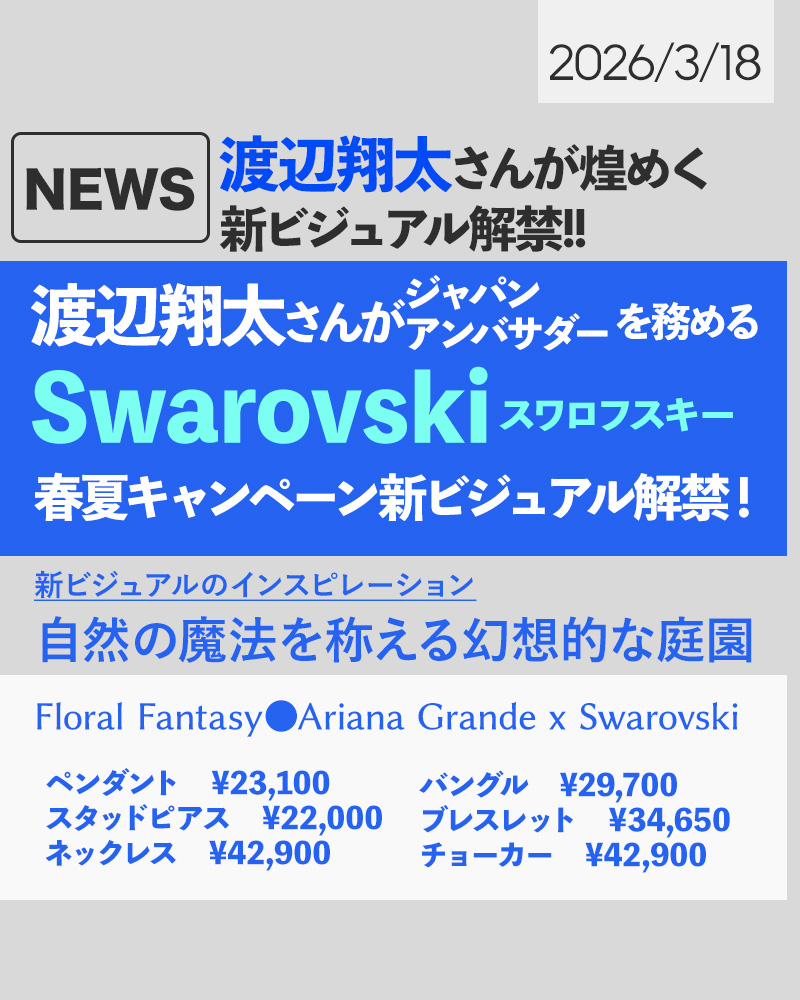 2026/3/18
NEWS
渡辺翔太さんが煌めく
新ビジュアル解禁!!
渡辺翔太さんがジャパンアンバサダーを務める
Swarovski スワロフスキー
春夏キャンペーン新ビジュアル解禁!
新ビジュアルのインスピレーション
自然の魔法を称える幻想的な庭園
Floral Fantasy●Ariana Grande x Swarovski
ペンダント ¥23,100
スタッドピアス ¥22,000
ネックレス ¥42,900
バングル ¥29,700
ブレスレット ¥34,650
チョーカー ¥42,900